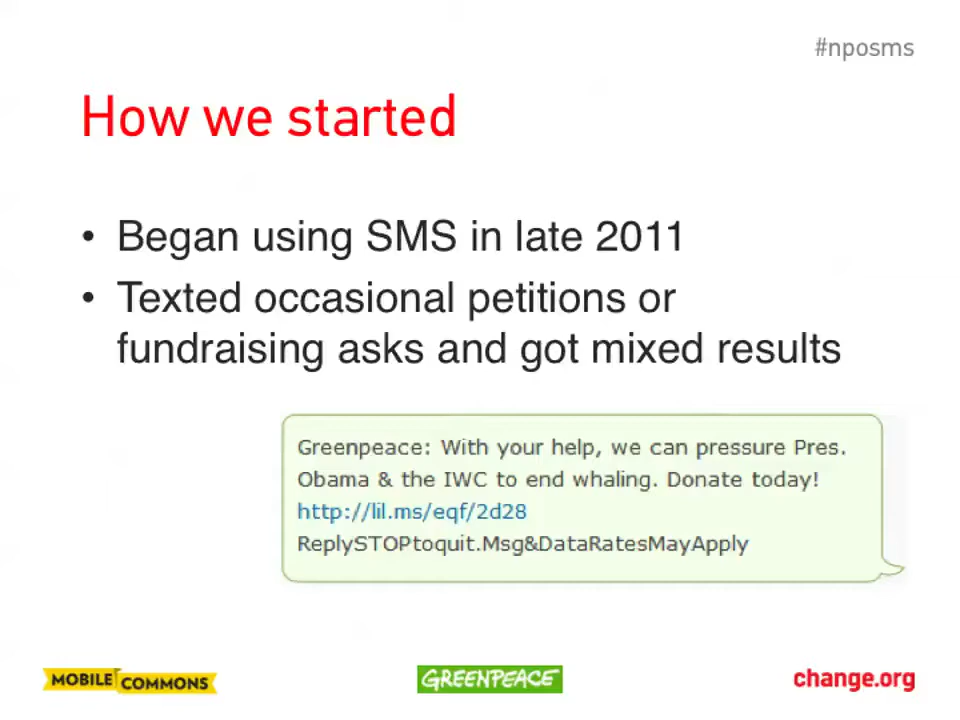 #nposms
How we started
• Began using SMS in late 2011
• Texted occasional petitions or
fundraising asks and got mixed results
Greenpeace: With your help, we can pressure Pres.
Obama & the IWC to end whaling. Donate today!
http://lil.ms/eqf/2d28
ReplySTOPtoquit.Msg&DataRatesMayApply
MOBILE COMMONS
GREENPEACE
change.org